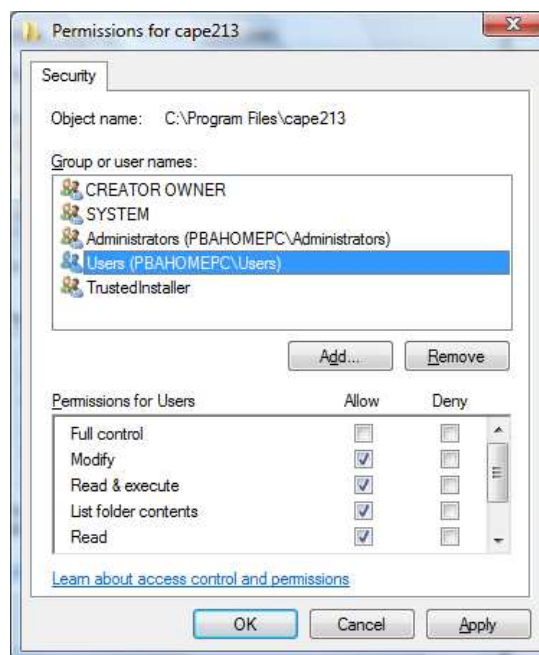 Permissions for cape213
Security
Object name: C:\Program Files\cape213
Group or user names:
CREATOR OWNER
SYSTEM
Administrators (PBAHOMEPC\Administrators)
Users (PBAHOMEPC\Users)
TrustedInstaller
Add... Remove
Permissions for Users Allow Deny
Full control
Modify
Read & execute
List folder contents
Read
Learn about access control and permissions
OK Cancel Apply